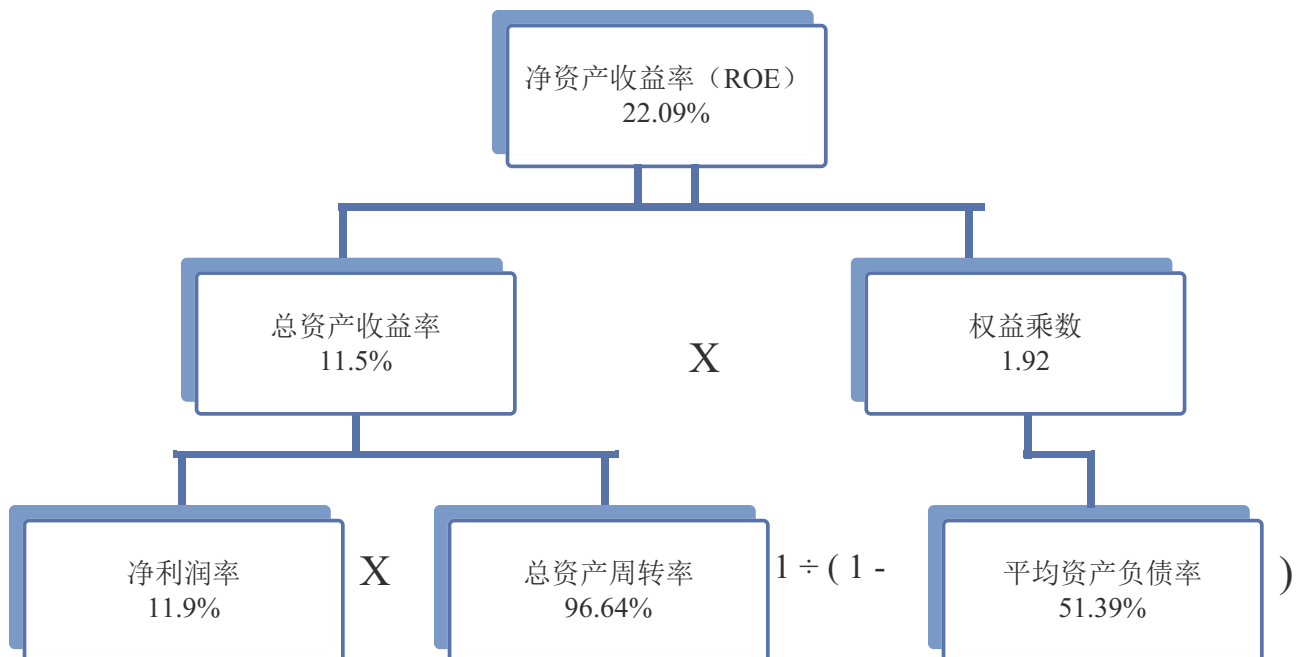 净资产收益率（ROE）
22.09%
总资产收益率
11.5%
X
权益乘数
1.92
净利润率
11.9%
X
总资产周转率
96.64%
1 ÷ ( 1 -
平均资产负债率
51.39%
)